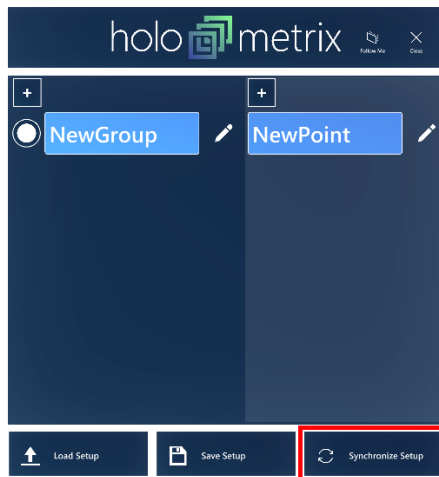 holo metrix
Follow Me
Close
+
+
NewGroup
NewPoint
Load Setup
Save Setup
Synchronize Setup